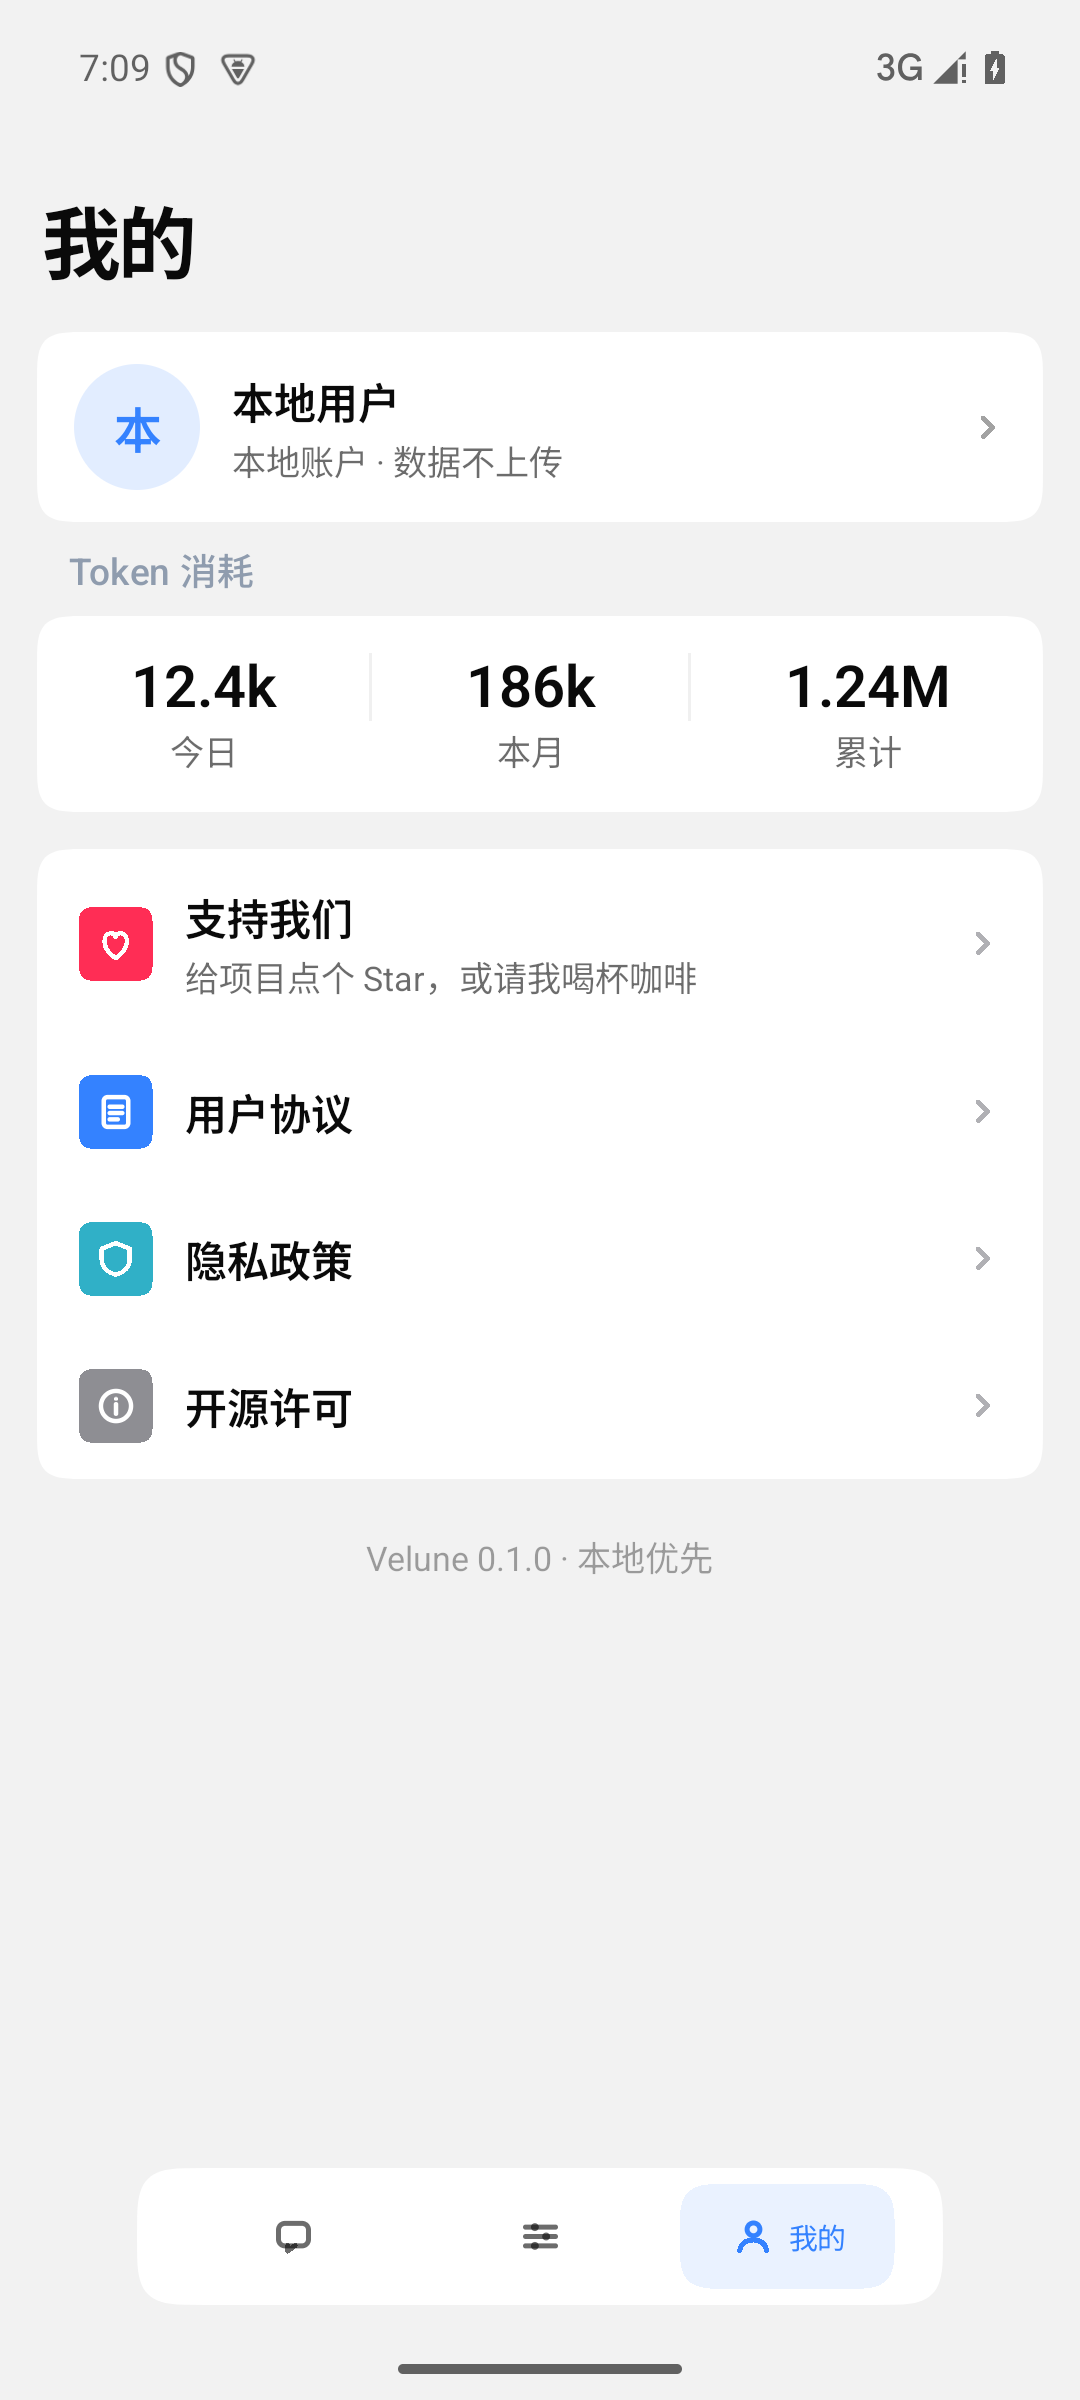 7:09
3G
我的
本
本地用户
本地账户 · 数据不上传
Token 消耗
12.4k
186k
1.24M
今日
本月
累计
支持我们
给项目点个 Star，或请我喝杯咖啡
用户协议
隐私政策
开源许可
Velune 0.1.0 · 本地优先
我的